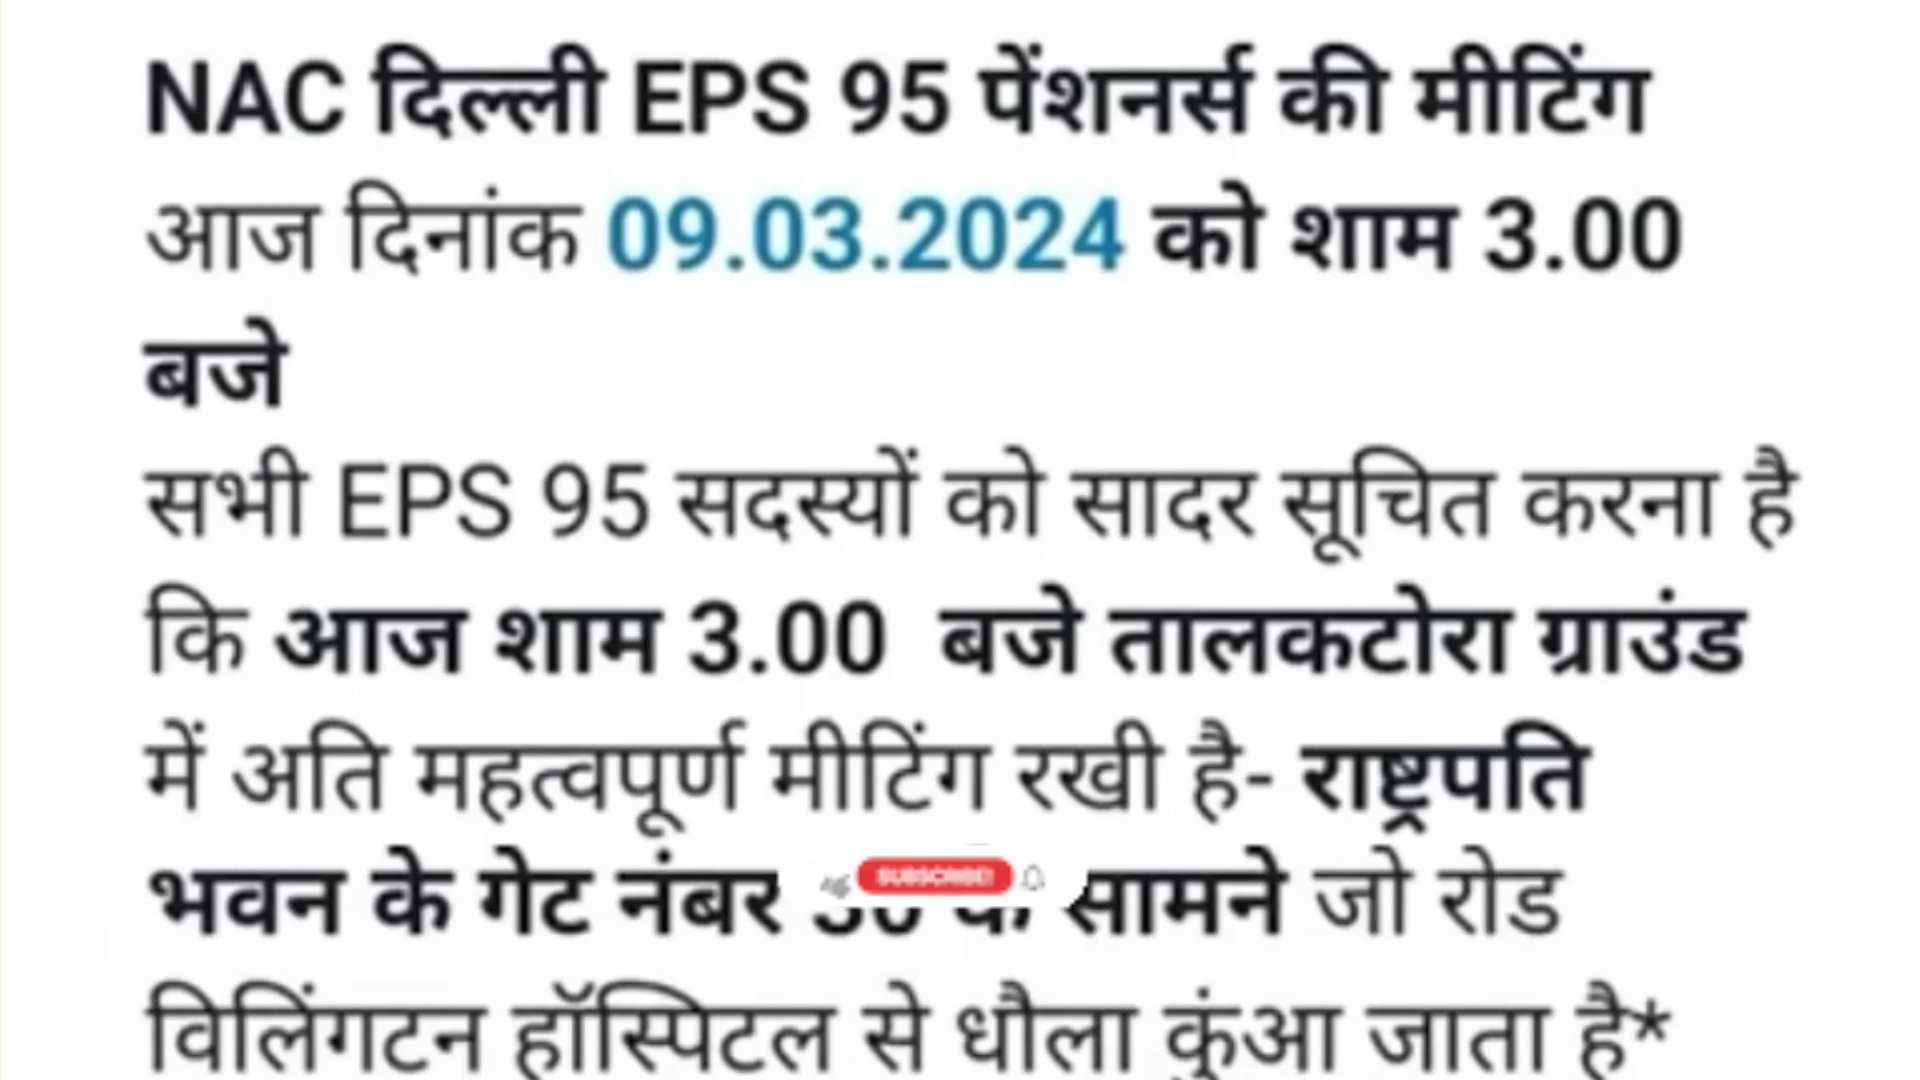 NAC दिल्ली EPS 95 पेंशनर्स की मीटिंग
आज दिनांक 09.03.2024 को शाम 3.00
बजे
सभी EPS 95 सदस्यों को सादर सूचित करना है
कि आज शाम 3.00 बजे तालकटोरा ग्राउंड
में अति महत्वपूर्ण मीटिंग रखी है- राष्ट्रपति
भवन के गेट नंबर सामने जो रोड
SUBSCRIBE!
विलिंगटन हॉस्पिटल से धौला कुंआ जाता है*